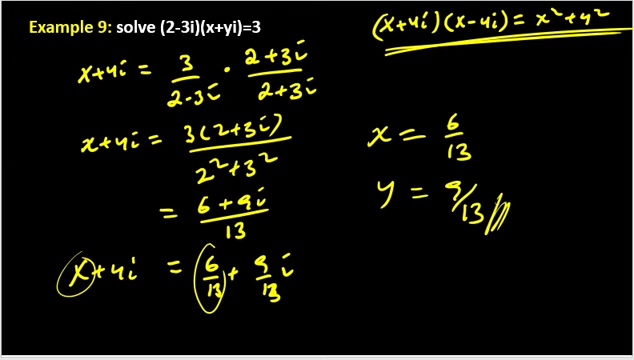 Example 9: solve (2-3i)(x+yi)=3
(x+yi)(x-yi) = x² + y²
x+yi = 3/(2-3i) · (2+3i)/(2+3i)
x+yi = 3(2+3i)/(2²+3²)
= (6+9i)/13
x+yi = 6/13 + 9/13 i
x = 6/13
y = 9/13